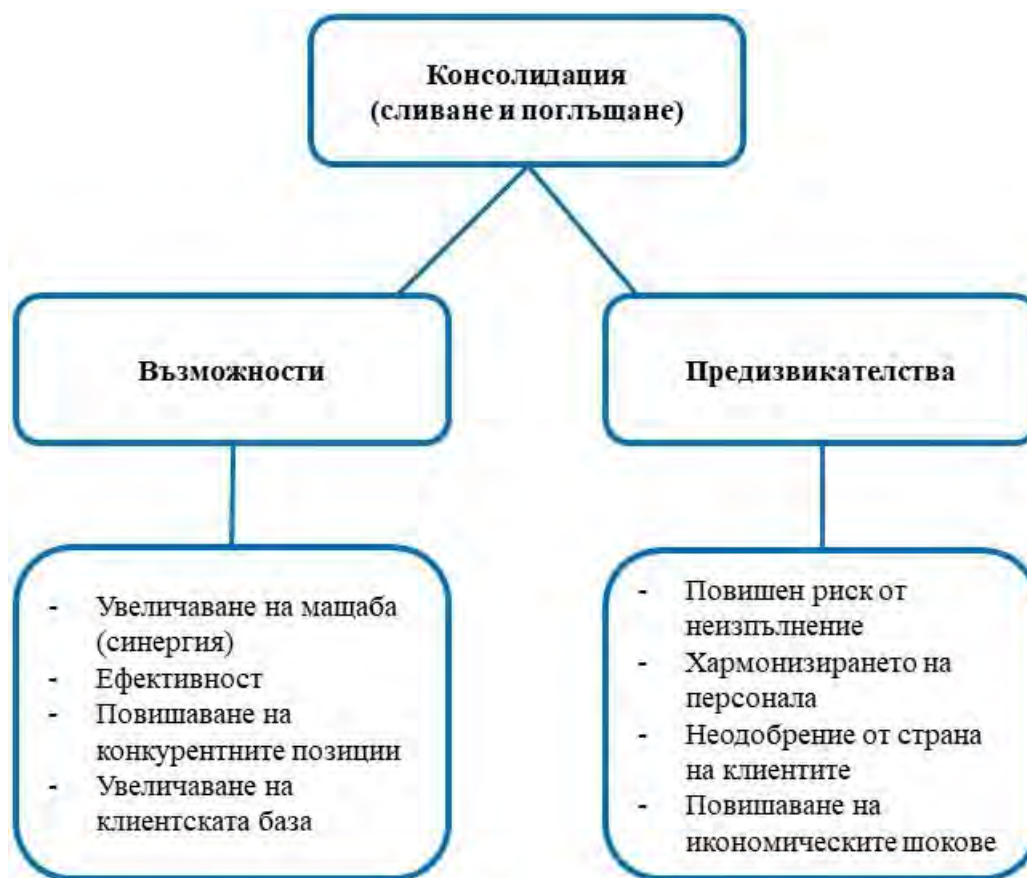 Консолидация
(сливане и поглъщане)
Възможности
Предизвикателства
- Увеличаване на мащаба
(синергия)
- Ефективност
- Повишаване на
конкурентните позиции
- Увеличаване на
клиентската база
- Повишен риск от
неизпълнение
- Хармонизирането на
персонала
- Неодобрение от страна
на клиентите
- Повишаване на
икономическите шокове